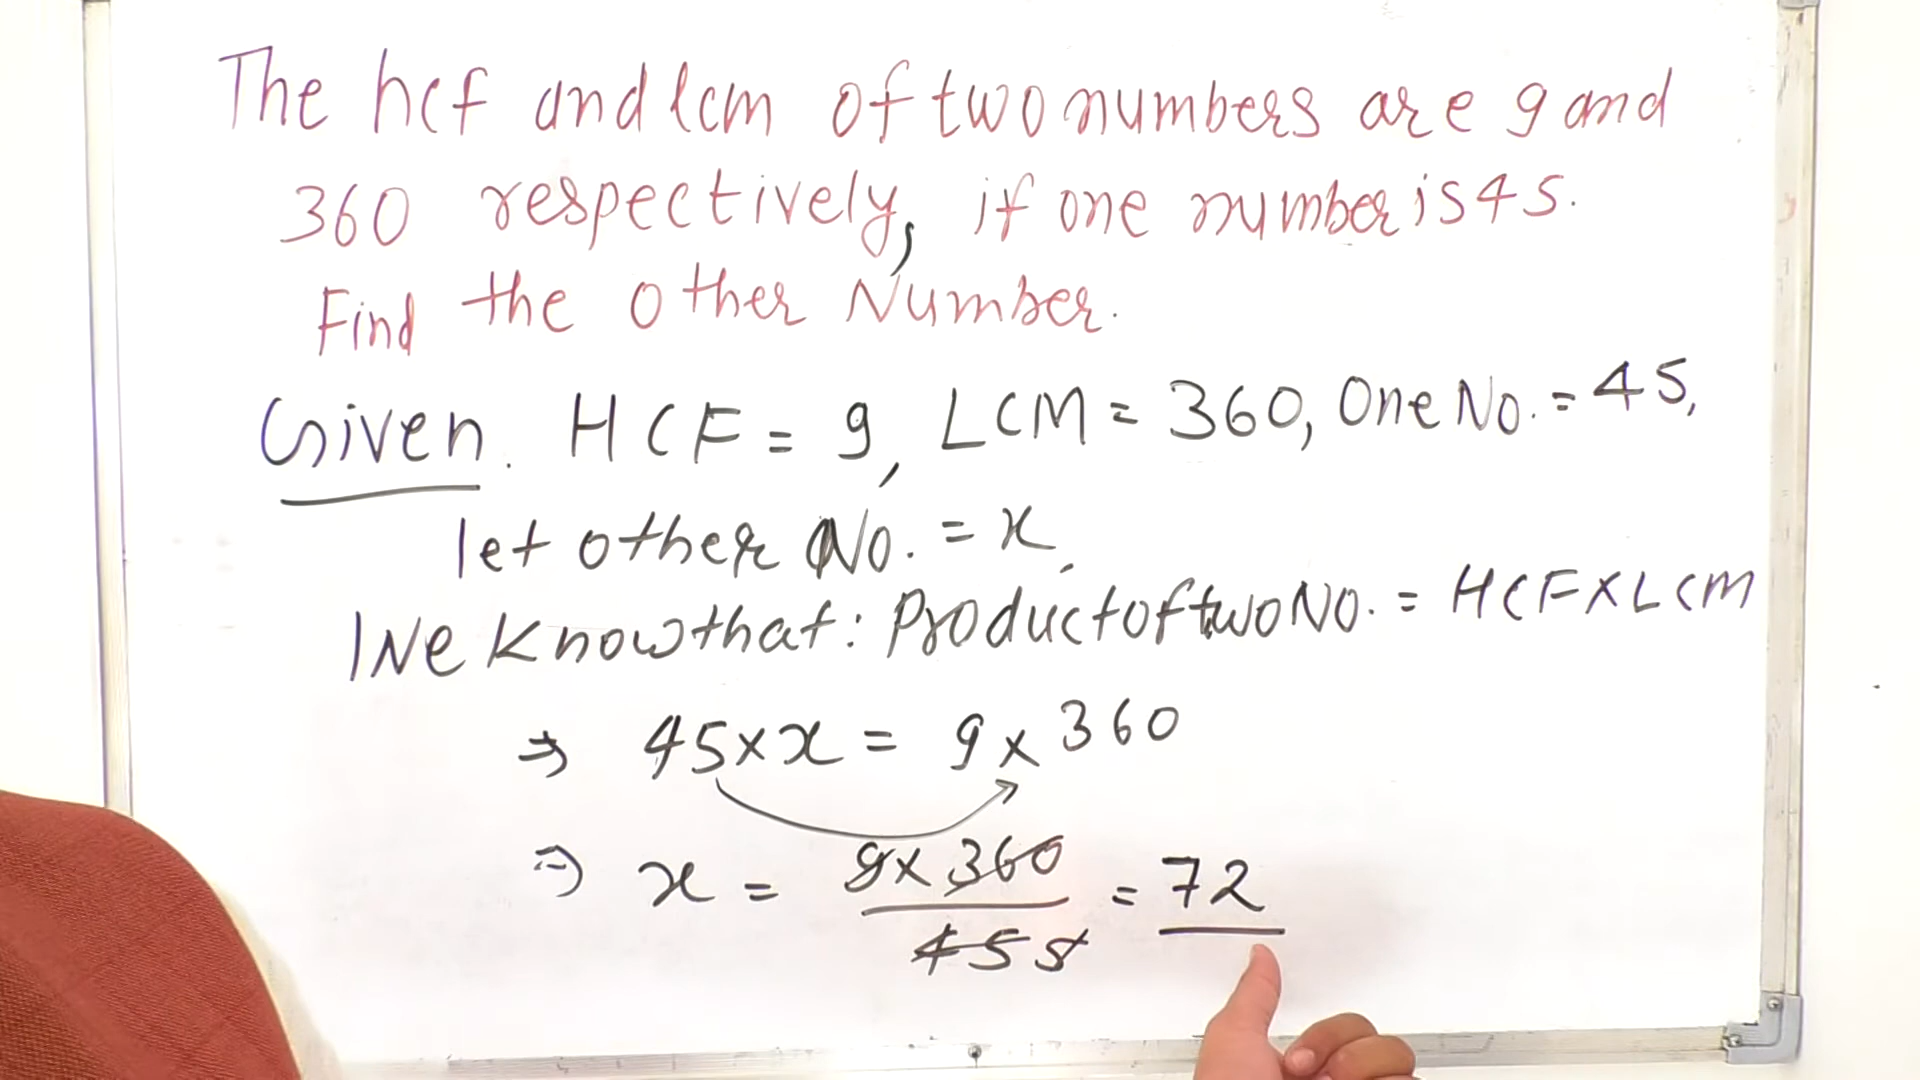 The hcf and lcm of two numbers are 9 and
360 respectively, if one number is 45.
Find the other Number.
Given. HCF = 9, LCM = 360, One No. = 45,
let other No. = x.
We know that: Product of two No. = HCF X LCM
⇒ 45 × x = 9 × 360
⇒ x = 9 × 360 / 45 5 = 72